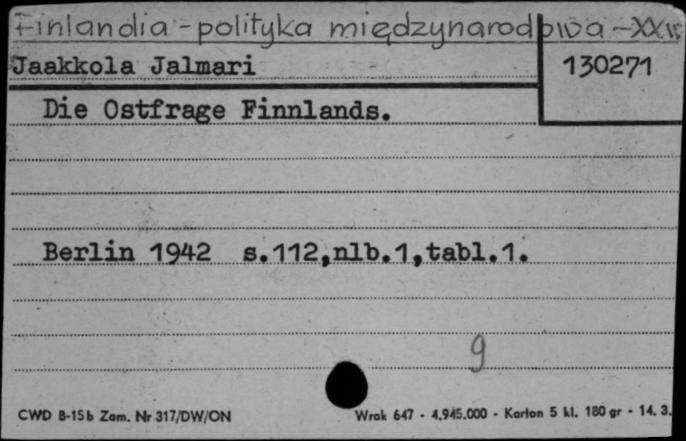 Finlandia - polityka międzynarodowa - XX w
Jaakkola Jalmari
130271
Die Ostfrage Finnlands.
Berlin 1942 s.112,nlb.1,tabl.1.
9
CWD B-15b Zam. Nr 317/DW/ON
Wrak 647 - 4.945.000 - Karton 5 kl. 180 gr - 14. 3.